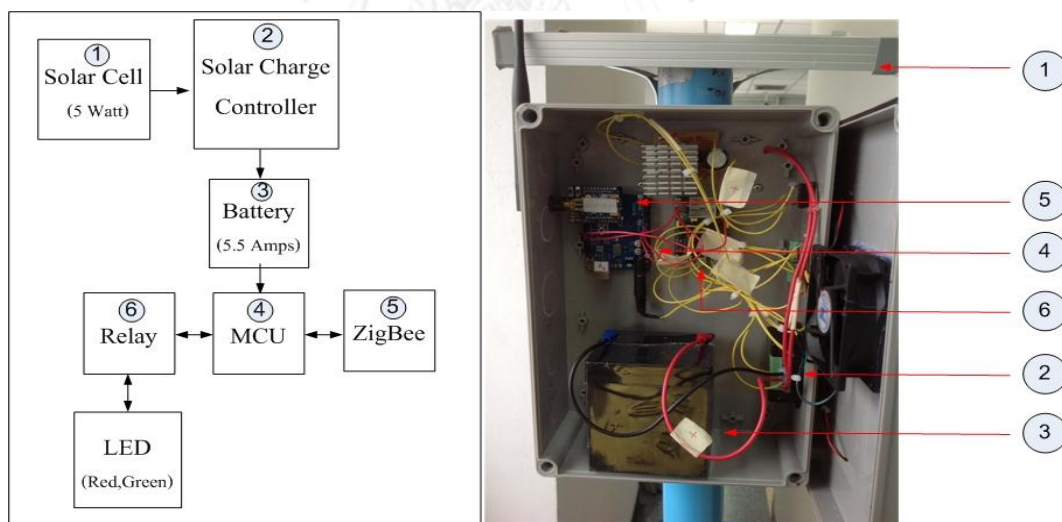 1
Solar Cell
(5 Watt)
2
Solar Charge
Controller
3
Battery
(5.5 Amps)
6
Relay
4
MCU
5
ZigBee
LED
(Red,Green)
1
5
4
6
2
3